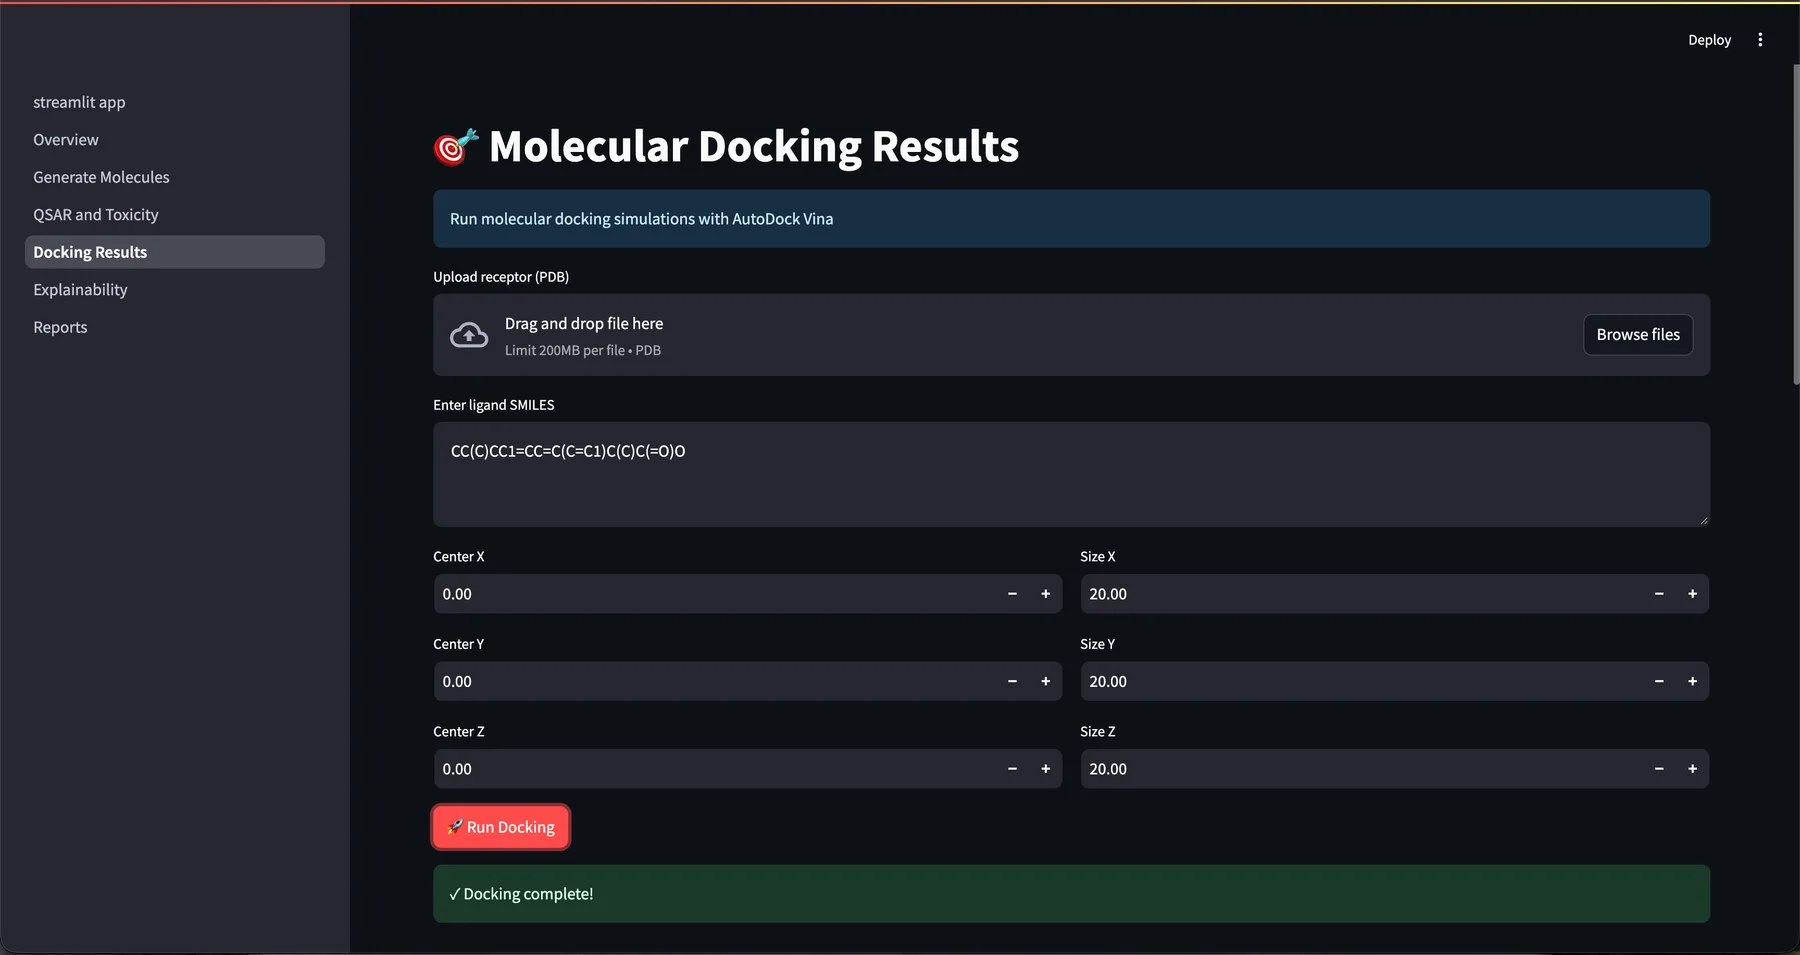 Deploy
streamlit app
Overview
Generate Molecules
QSAR and Toxicity
Docking Results
Explainability
Reports
Molecular Docking Results
Run molecular docking simulations with AutoDock Vina
Upload receptor (PDB)
Drag and drop file here
Limit 200MB per file • PDB
Browse files
Enter ligand SMILES
CC(C)CC1=CC=C(C=C1)C(C)C(=O)O
Center X
0.00
Size X
20.00
Center Y
0.00
Size Y
20.00
Center Z
0.00
Size Z
20.00
Run Docking
✓ Docking complete!